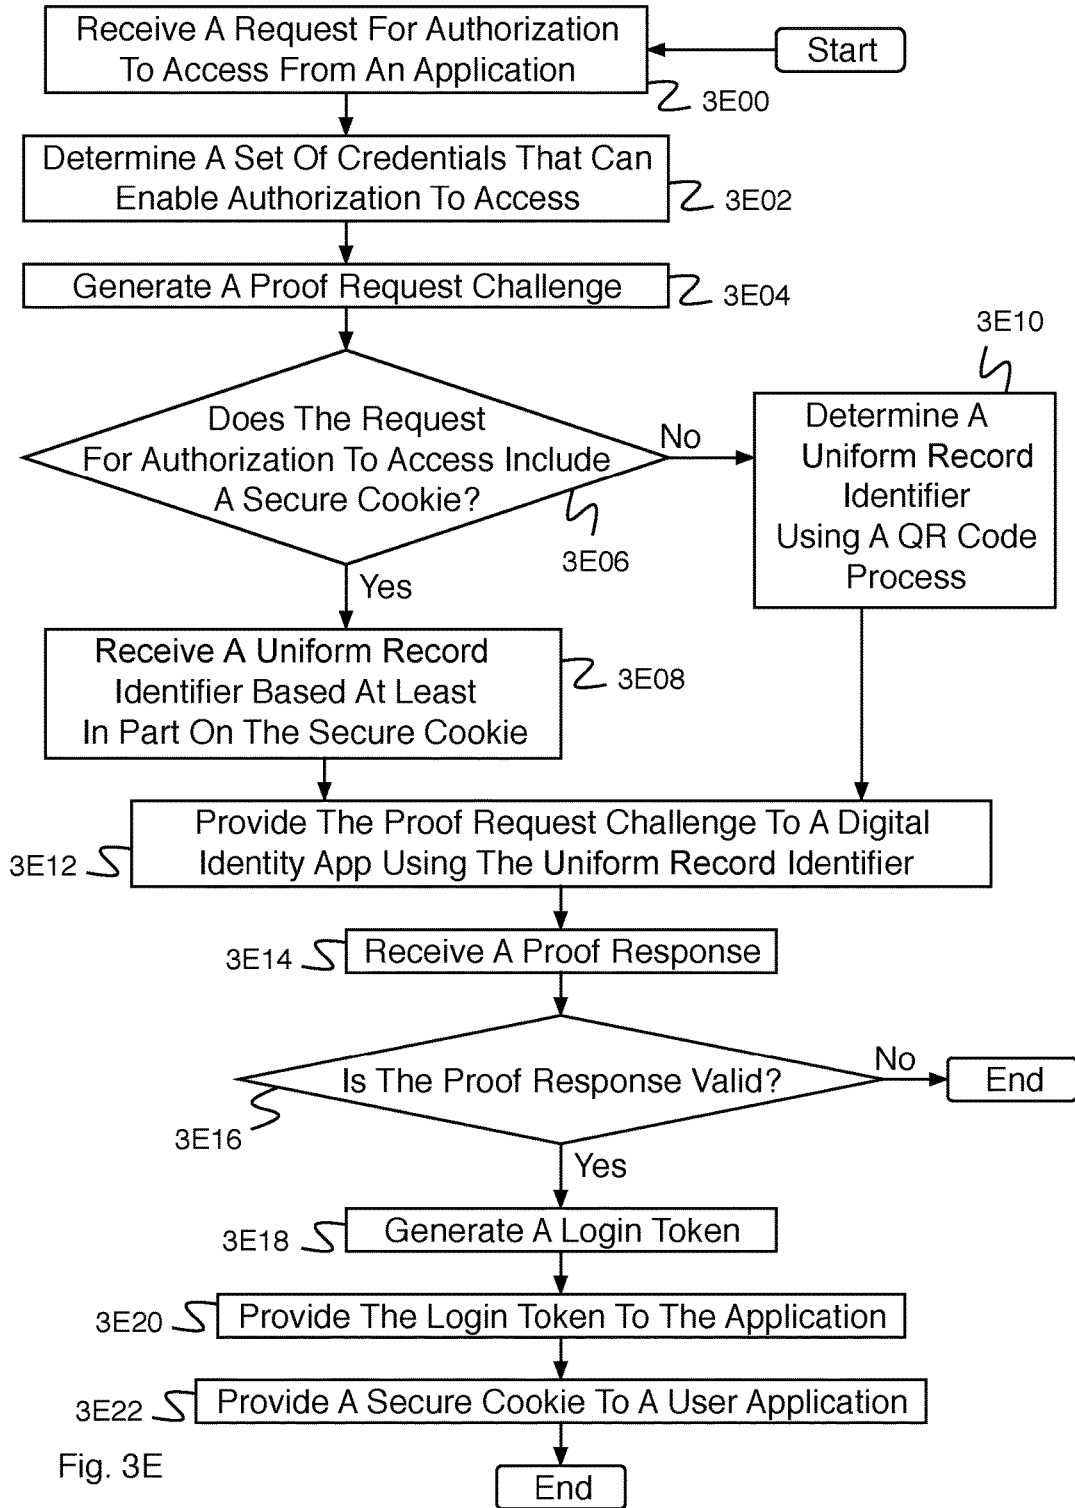 Receive A Request For Authorization
To Access From An Application
Start
3E00
Determine A Set Of Credentials That Can
Enable Authorization To Access
3E02
Generate A Proof Request Challenge
3E04
3E10
Does The Request
For Authorization To Access Include
A Secure Cookie?
No
3E06
Yes
Determine A
Uniform Record
Identifier
Using A QR Code
Process
Receive A Uniform Record
Identifier Based At Least
In Part On The Secure Cookie
3E08
Provide The Proof Request Challenge To A Digital
Identity App Using The Uniform Record Identifier
3E12
Receive A Proof Response
3E14
Is The Proof Response Valid?
No
End
3E16
Yes
Generate A Login Token
3E18
Provide The Login Token To The Application
3E20
Provide A Secure Cookie To A User Application
3E22
Fig. 3E
End